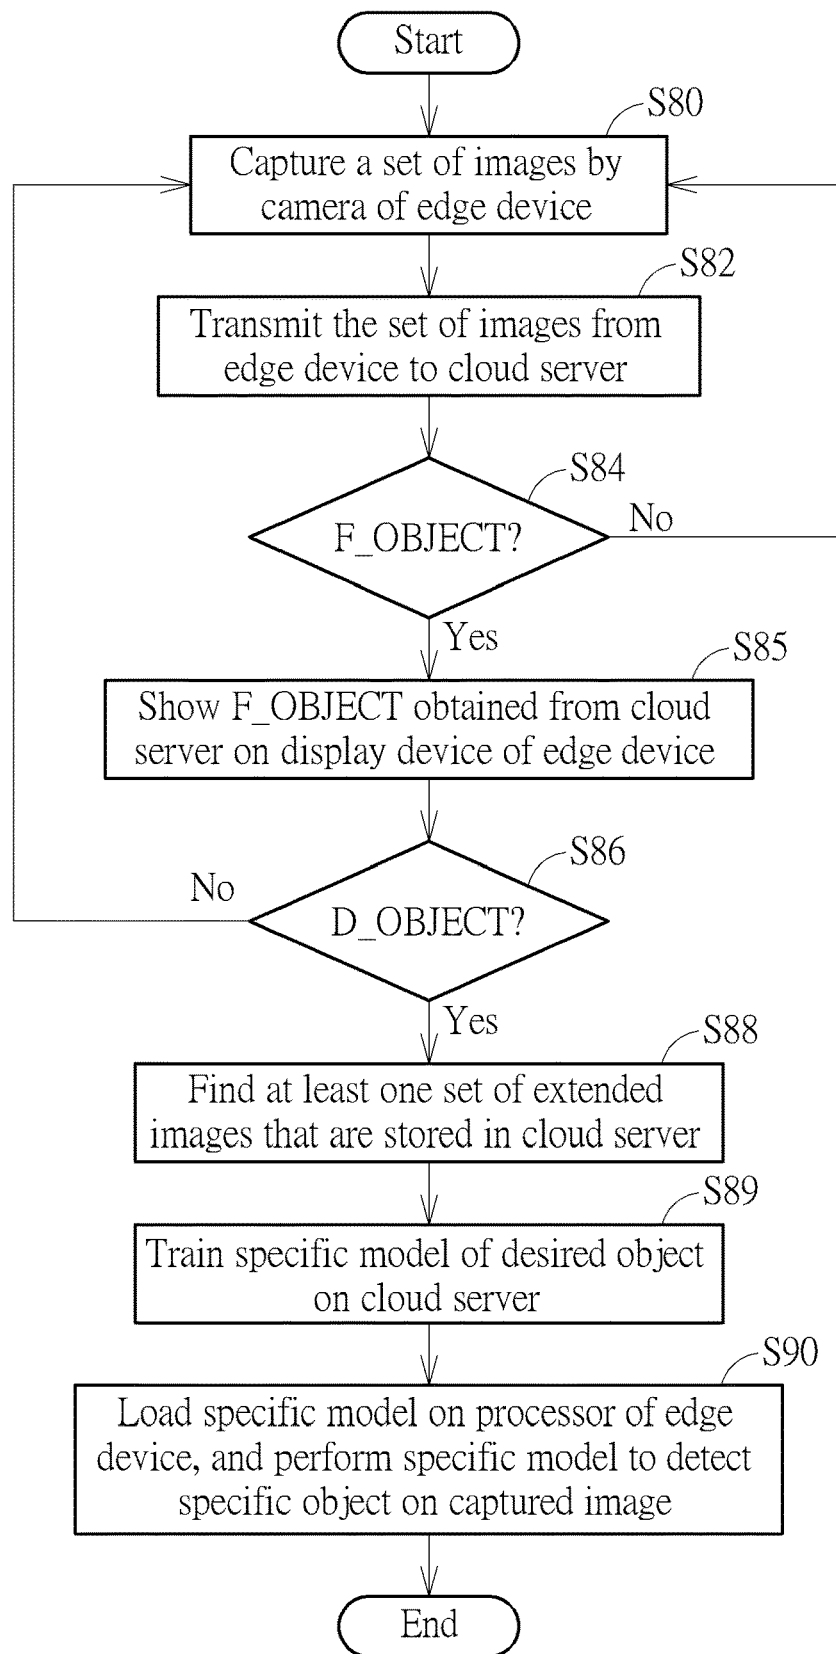 Start
S80
Capture a set of images by
camera of edge device
S82
Transmit the set of images from
edge device to cloud server
S84
F_OBJECT?
No
Yes
S85
Show F_OBJECT obtained from cloud
server on display device of edge device
S86
No
D_OBJECT?
Yes
S88
Find at least one set of extended
images that are stored in cloud server
S89
Train specific model of desired object
on cloud server
S90
Load specific model on processor of edge
device, and perform specific model to detect
specific object on captured image
End